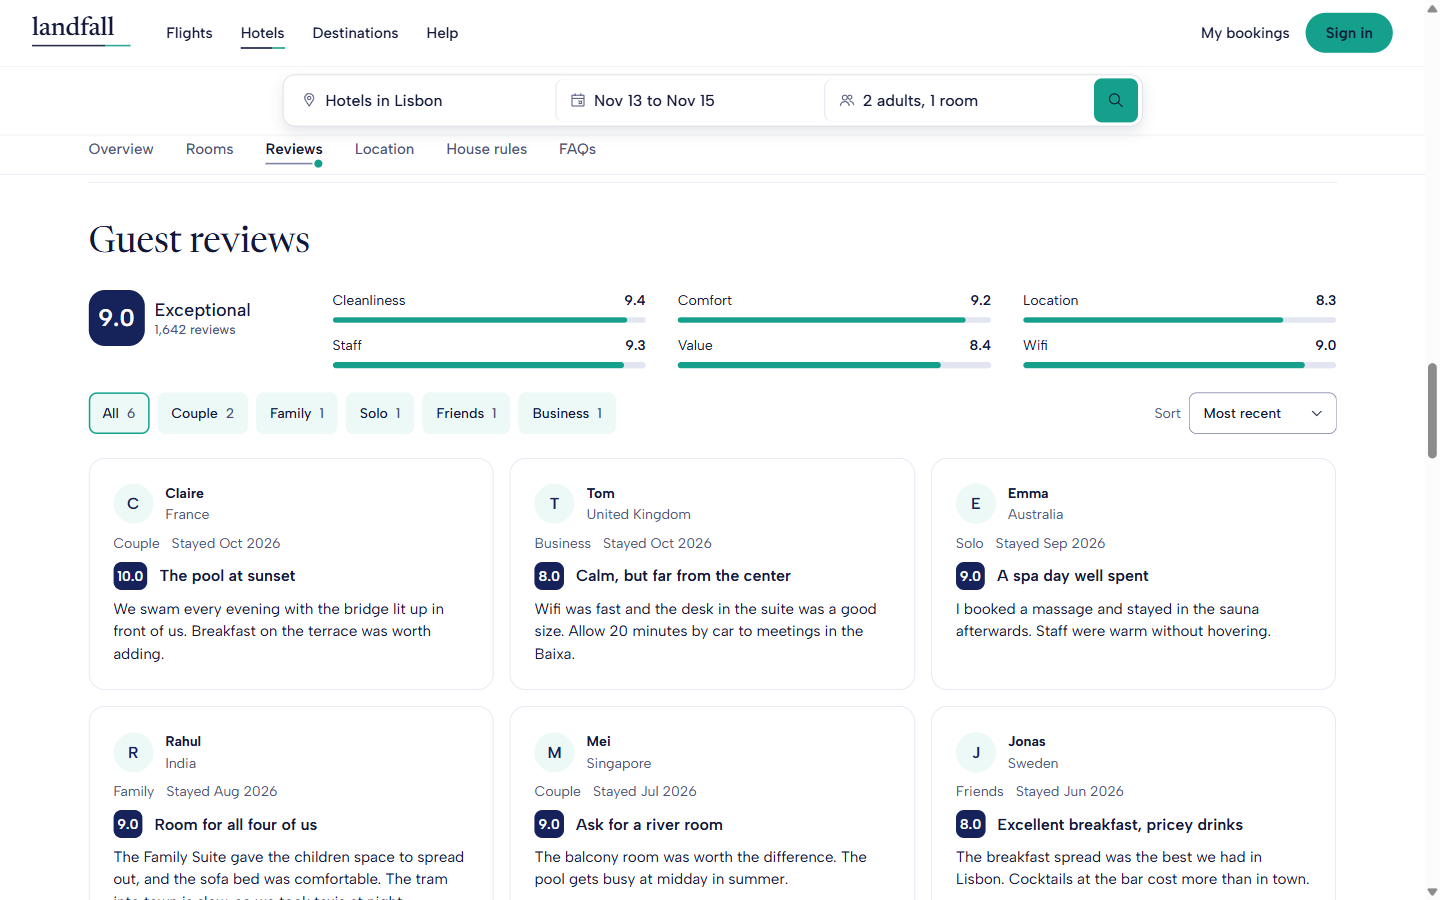 landfall
Flights
Hotels
Destinations
Help
My bookings
Sign in
Hotels in Lisbon
Nov 13 to Nov 15
2 adults, 1 room
Overview
Rooms
Reviews
Location
House rules
FAQs
Guest reviews
9.0
Exceptional
1,642 reviews
Cleanliness 9.4
Comfort 9.2
Location 8.3
Staff 9.3
Value 8.4
Wifi 9.0
All 6
Couple 2
Family 1
Solo 1
Friends 1
Business 1
Sort
Most recent
C
Claire
France
Couple Stayed Oct 2026
10.0 The pool at sunset
We swam every evening with the bridge lit up in
front of us. Breakfast on the terrace was worth
adding.
T
Tom
United Kingdom
Business Stayed Oct 2026
8.0 Calm, but far from the center
Wifi was fast and the desk in the suite was a good
size. Allow 20 minutes by car to meetings in the
Baixa.
E
Emma
Australia
Solo Stayed Sep 2026
9.0 A spa day well spent
I booked a massage and stayed in the sauna
afterwards. Staff were warm without hovering.
R
Rahul
India
Family Stayed Aug 2026
9.0 Room for all four of us
The Family Suite gave the children space to spread
out, and the sofa bed was comfortable. The tram
into town is slow, so we took taxis at night.
M
Mei
Singapore
Couple Stayed Jul 2026
9.0 Ask for a river room
The balcony room was worth the difference. The
pool gets busy at midday in summer.
J
Jonas
Sweden
Friends Stayed Jun 2026
8.0 Excellent breakfast, pricey drinks
The breakfast spread was the best we had in
Lisbon. Cocktails at the bar cost more than in town.